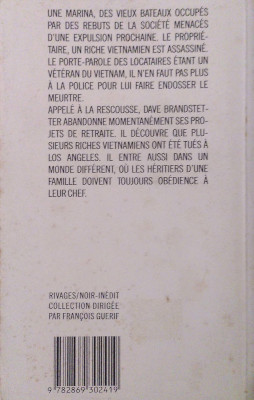 UNE MARINA, DES VIEUX BATEAUX OCCUPÉS
PAR DES REBUTS DE LA SOCIÉTÉ MENACÉS
D'UNE EXPULSION PROCHAINE. LE PROPRIÉ-
TAIRE, UN RICHE VIETNAMIEN EST ASSASSINÉ.
LE PORTE-PAROLE DES LOCATAIRES ÉTANT UN
VÉTÉRAN DU VIETNAM, IL N'EN FAUT PAS PLUS
À LA POLICE POUR LUI FAIRE ENDOSSER LE
MEURTRE.
APPELÉ À LA RESCOUSSE, DAVE BRANDSTET-
TER ABANDONNE MOMENTANÉMENT SES PRO-
JETS DE RETRAITE. IL DÉCOUVRE QUE PLU-
SIEURS RICHES VIETNAMIENS ONT ÉTÉ TUÉS À
LOS ANGELES. IL ENTRE AUSSI DANS UN
MONDE DIFFÉRENT, OÙ LES HÉRITIERS D'UNE
FAMILLE DOIVENT TOUJOURS OBÉDIENCE À
LEUR CHEF.
RIVAGES/NOIR-INÉDIT
COLLECTION DIRIGÉE
PAR FRANÇOIS GUERIF
9 782869 302419